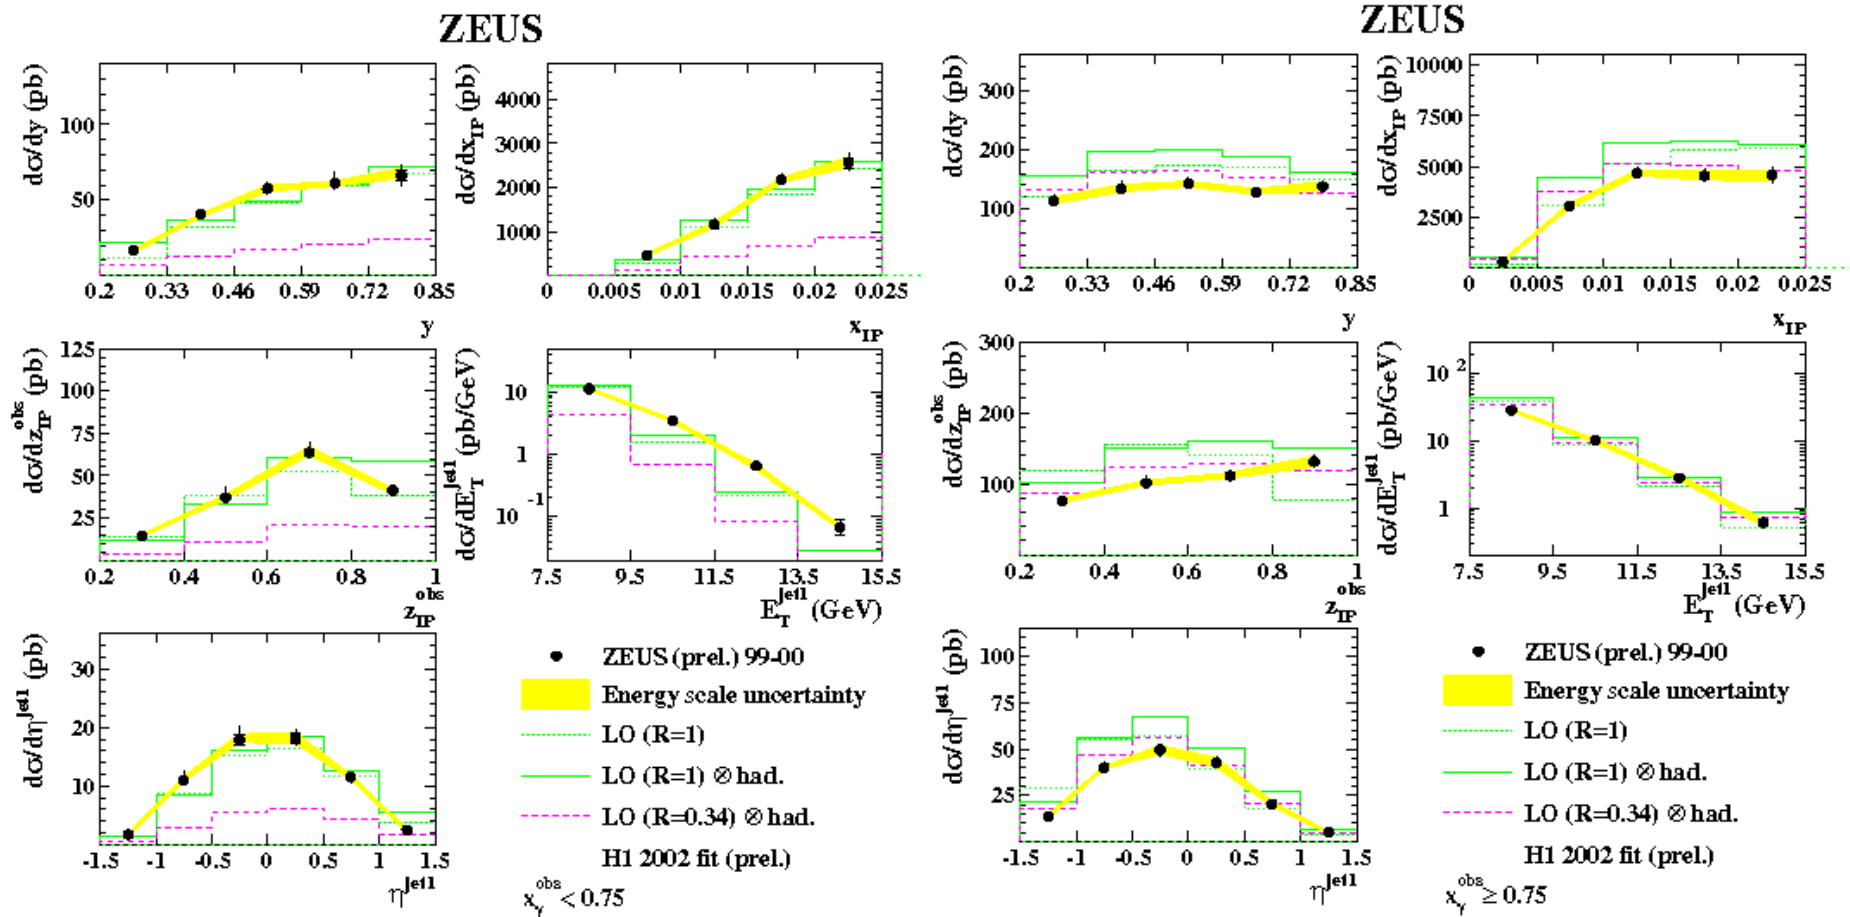 ZEUS
dσ/dy (pb)
100
50
0.2 0.33 0.46 0.59 0.72 0.85
y
dσ/dx_IP (pb)
4000
3000
2000
1000
0 0.005 0.01 0.015 0.02 0.025
x_IP
dσ/dz_IP^obs (pb)
125
100
75
50
25
0.2 0.4 0.6 0.8 1
z_IP^obs
dσ/dE_T^jet1 (pb/GeV)
10
1
10^-1
7.5 9.5 11.5 13.5 15.5
E_T^jet1 (GeV)
dσ/dη^jet1 (pb)
30
20
10
-1.5 -1 -0.5 0 0.5 1 1.5
η^jet1
ZEUS (prel.) 99-00
Energy scale uncertainty
LO (R=1)
LO (R=1) ⊗ had.
LO (R=0.34) ⊗ had.
H1 2002 fit (prel.)
x_γ^obs < 0.75
ZEUS
dσ/dy (pb)
300
200
100
0.2 0.33 0.46 0.59 0.72 0.85
y
dσ/dx_IP (pb)
10000
7500
5000
2500
0 0.005 0.01 0.015 0.02 0.025
x_IP
dσ/dz_IP^obs (pb)
300
200
100
0.2 0.4 0.6 0.8 1
z_IP^obs
dσ/dE_T^jet1 (pb/GeV)
10^2
10
1
7.5 9.5 11.5 13.5 15.5
E_T^jet1 (GeV)
dσ/dη^jet1 (pb)
100
75
50
25
-1.5 -1 -0.5 0 0.5 1 1.5
η^jet1
ZEUS (prel.) 99-00
Energy scale uncertainty
LO (R=1)
LO (R=1) ⊗ had.
LO (R=0.34) ⊗ had.
H1 2002 fit (prel.)
x_γ^obs ≥ 0.75